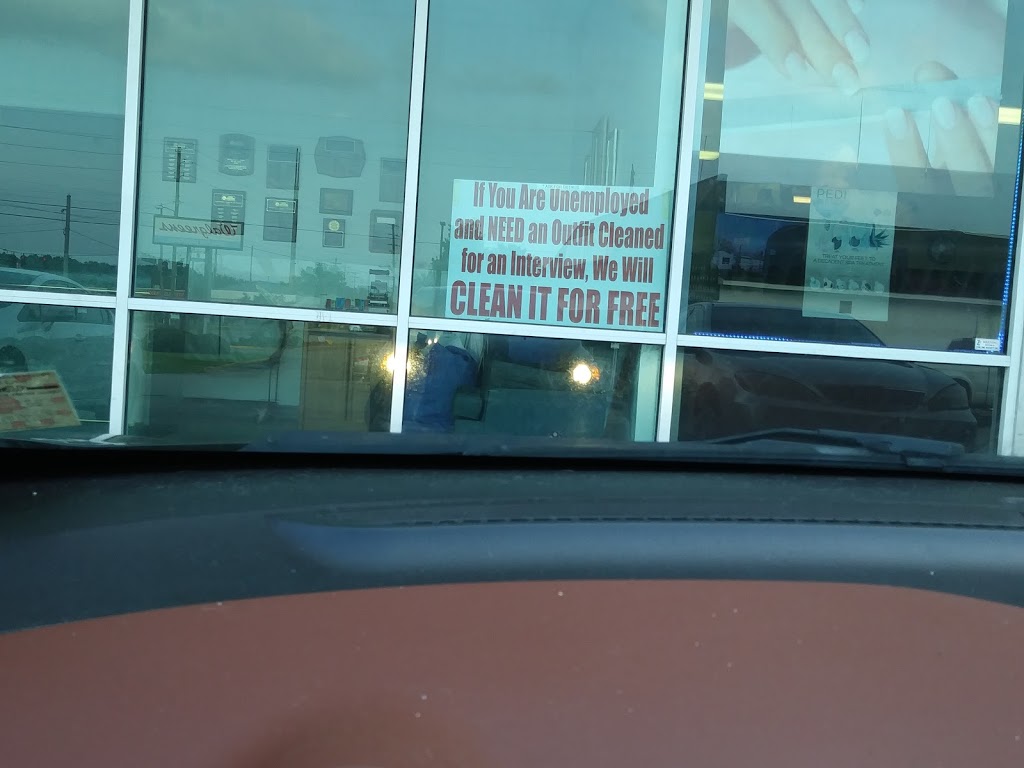 If You Are Unemployed
and NEED an Outfit Cleaned
for an Interview, We Will
CLEAN IT FOR FREE
Walgreens
PEDI